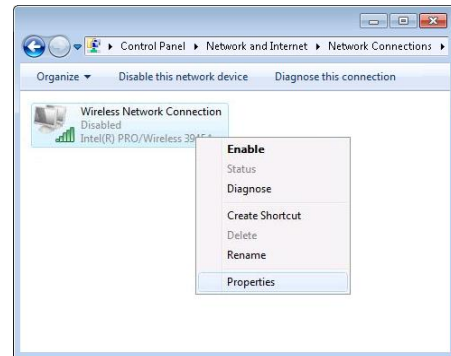 Control Panel Network and Internet Network Connections
Organize Disable this network device Diagnose this connection
Wireless Network Connection
Disabled
Intel(R) PRO/Wireless
Enable
Status
Diagnose
Create Shortcut
Delete
Rename
Properties